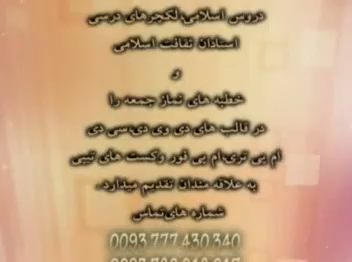 دروس اسلامی،لکچرهای درسی
استادان ثقافت اسلامی
و
خطبه های نماز جمعه را
در قالب های دی وی دی،سی دی
ام پی تری،ام پی فور وکست های تیپی
به علاقه مندان تقدیم میدارد .
شماره های‌تماس
0093 777 430 340